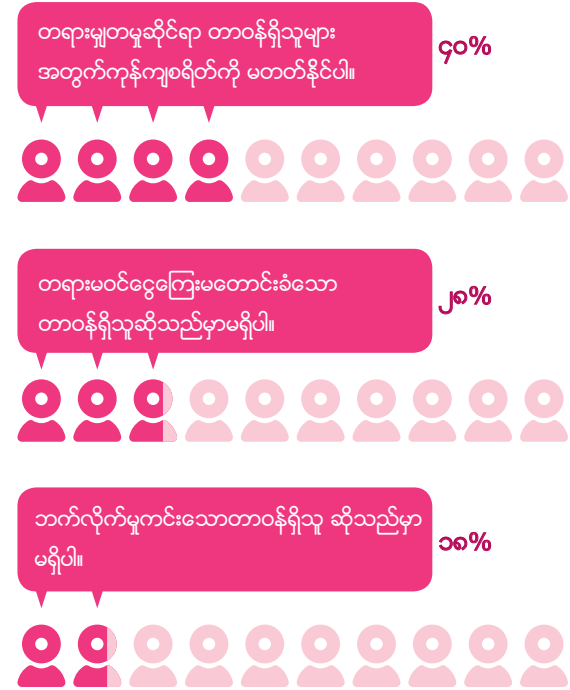 တရားမျှတမှုဆိုင်ရာ တာဝန်ရှိသူများ
အတွက်ကုန်ကျစရိတ်ကို မတတ်နိုင်ပါ။
၄၀%
တရားမဝင်ငွေကြေးမတောင်းခံသော
တာဝန်ရှိသူဆိုသည်မှာမရှိပါ။
၂၈%
ဘက်လိုက်မှုကင်းသောတာဝန်ရှိသူ ဆိုသည်မှာ
မရှိပါ။
၁၈%